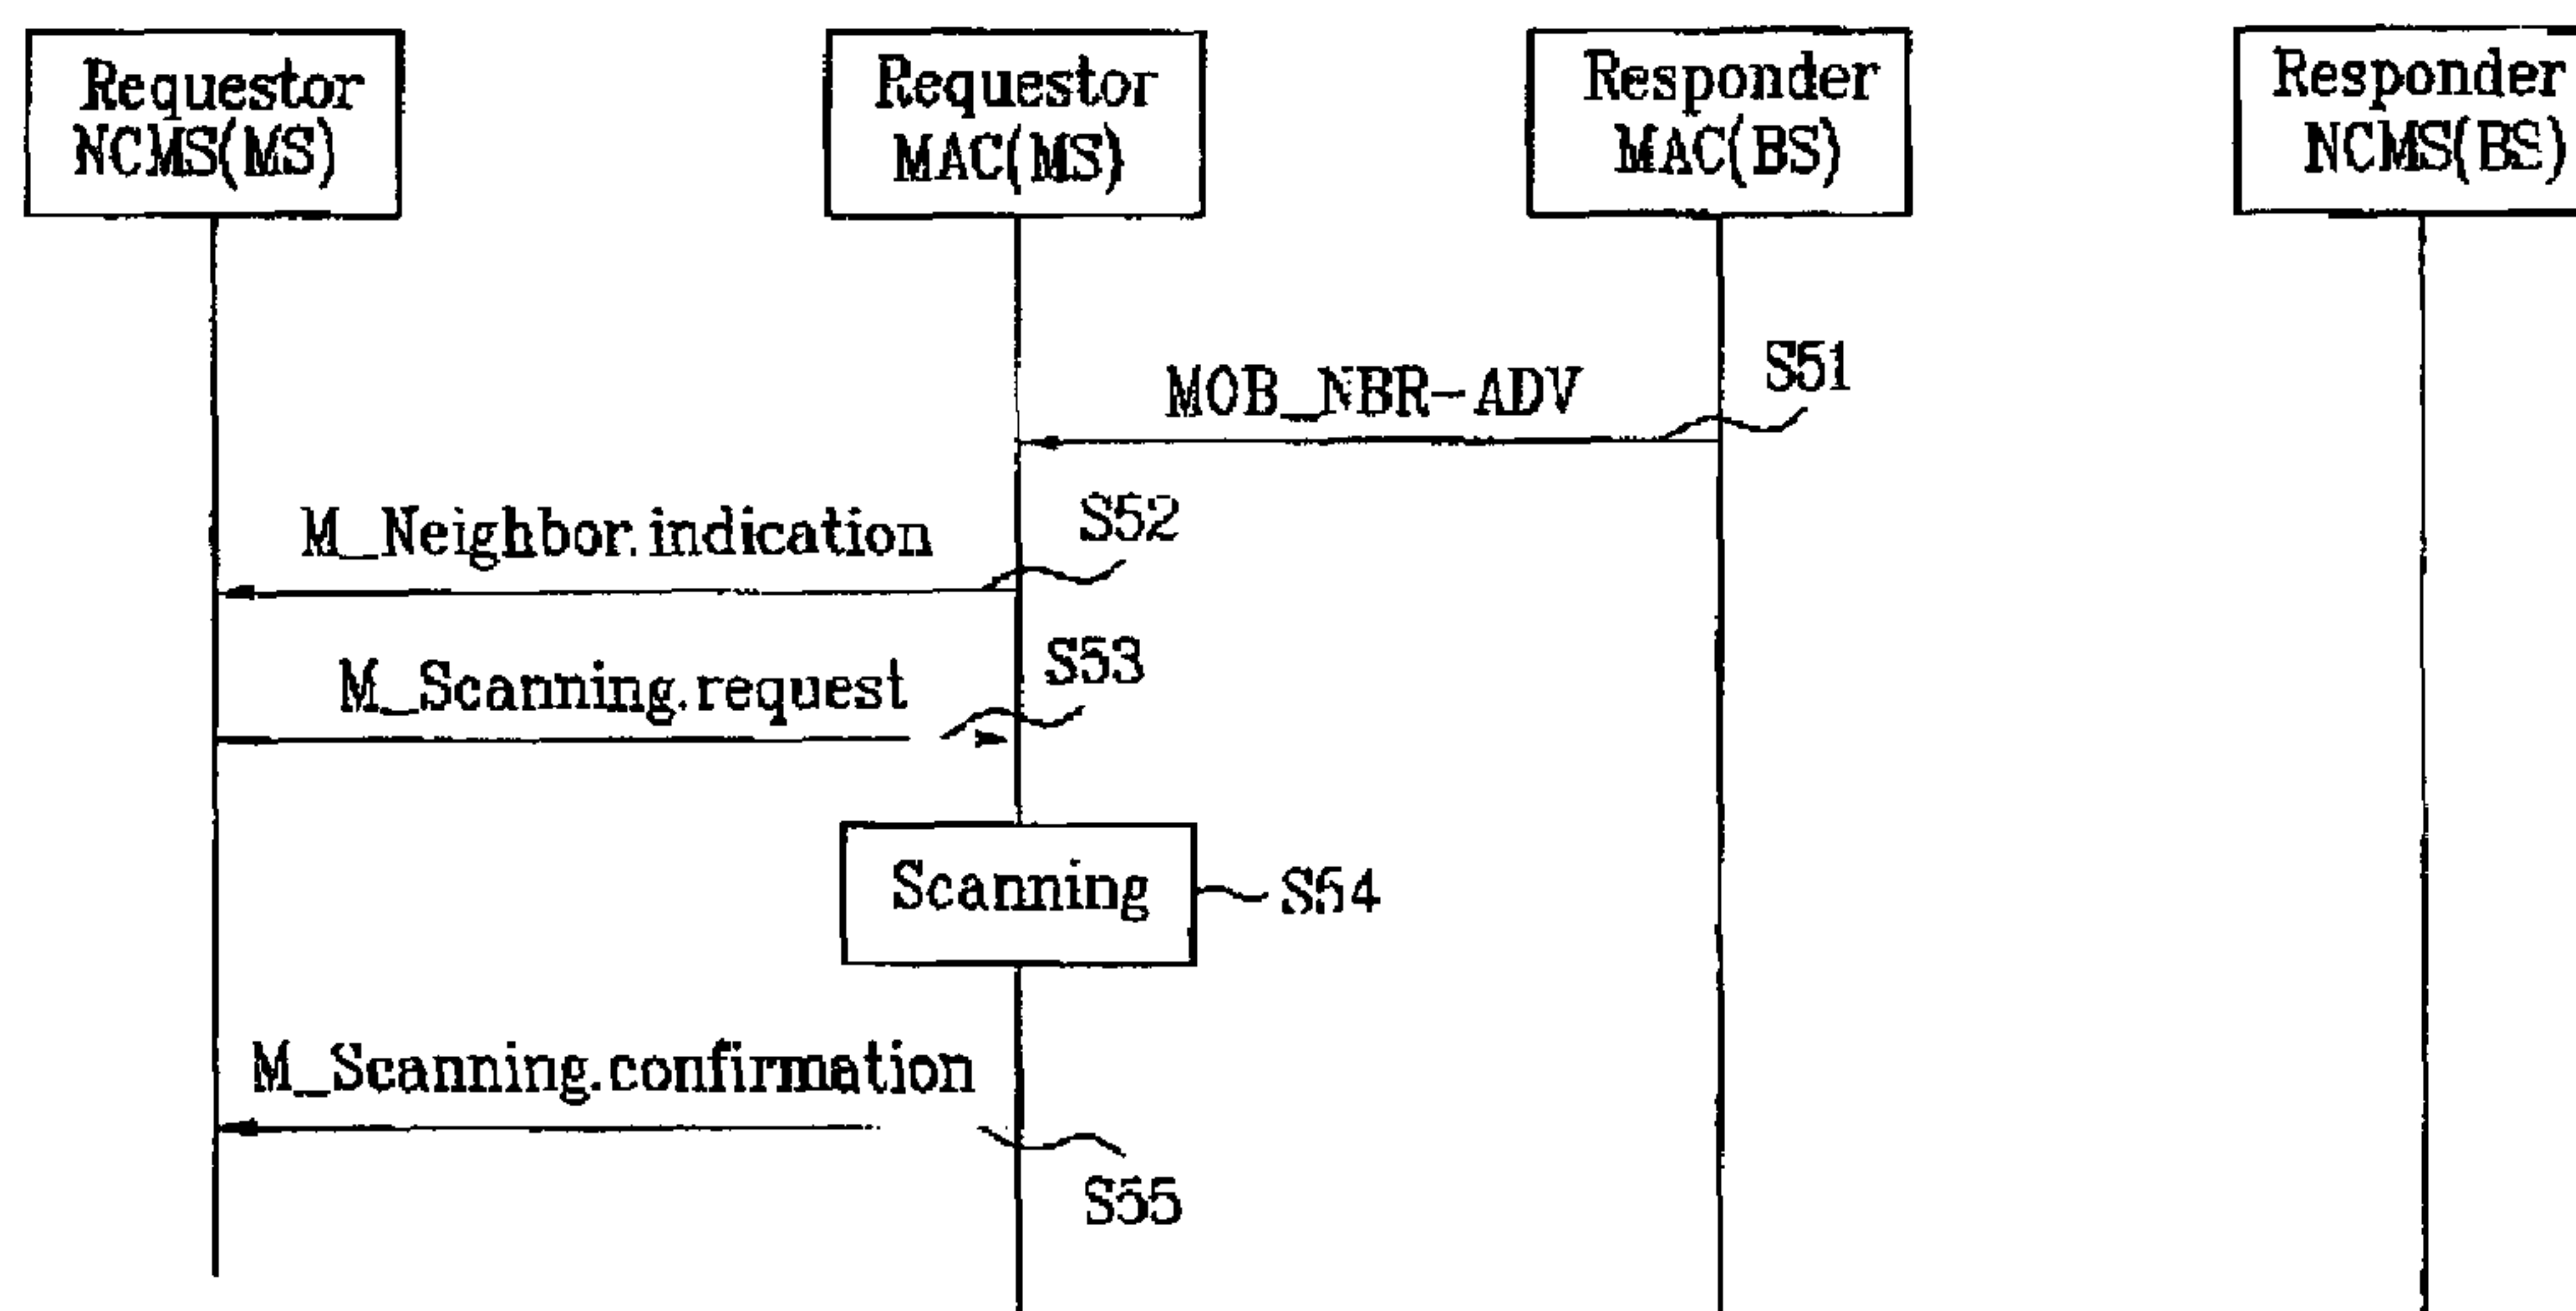 Requestor
NCMS(MS)
Requestor
MAC(MS)
Responder
MAC(BS)
Responder
NCMS(BS)
MOB_NBR-ADV
S51
M_Neighbor.indication
S52
M_Scanning.request
S53
Scanning
S54
M_Scanning.confirmation
S55